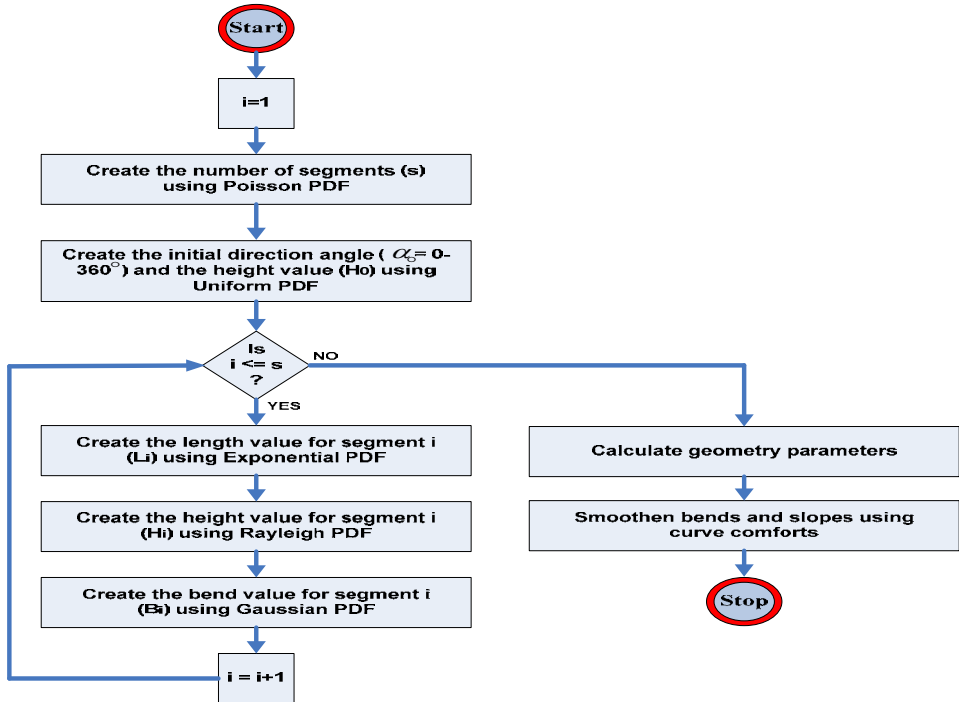 Start
i=1
Create the number of segments (s)
using Poisson PDF
Create the initial direction angle ( α₀= 0-
360°) and the height value (Ho) using
Uniform PDF
Is
i <= s
?
NO
YES
Create the length value for segment i
(Li) using Exponential PDF
Create the height value for segment i
(Hi) using Rayleigh PDF
Create the bend value for segment i
(Bi) using Gaussian PDF
i = i+1
Calculate geometry parameters
Smoothen bends and slopes using
curve comforts
Stop